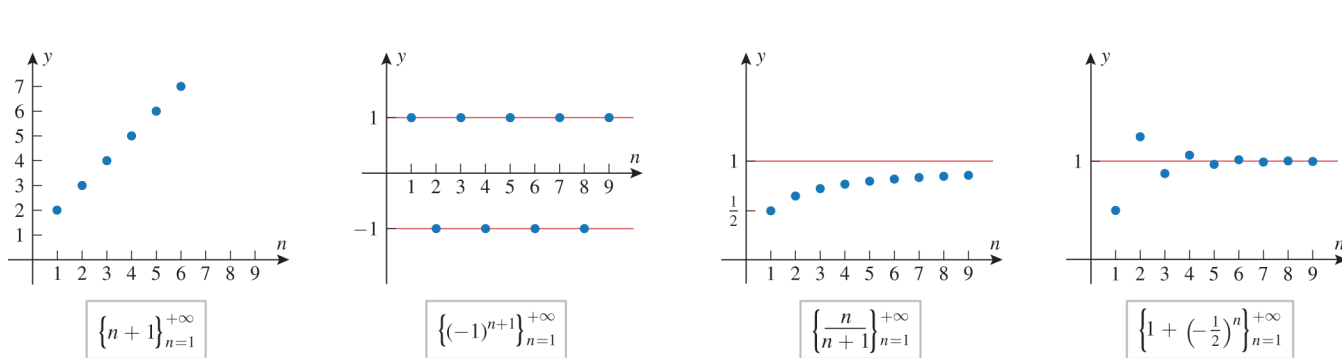 y
7
6
5
4
3
2
1
n
1 2 3 4 5 6 7 8 9
{n + 1}_{n=1}^{+∞}
y
1
n
1 2 3 4 5 6 7 8 9
−1
{(−1)^{n+1}}_{n=1}^{+∞}
y
1
1/2
n
1 2 3 4 5 6 7 8 9
{n/(n + 1)}_{n=1}^{+∞}
y
1
n
1 2 3 4 5 6 7 8 9
{1 + (−1/2)^n}_{n=1}^{+∞}